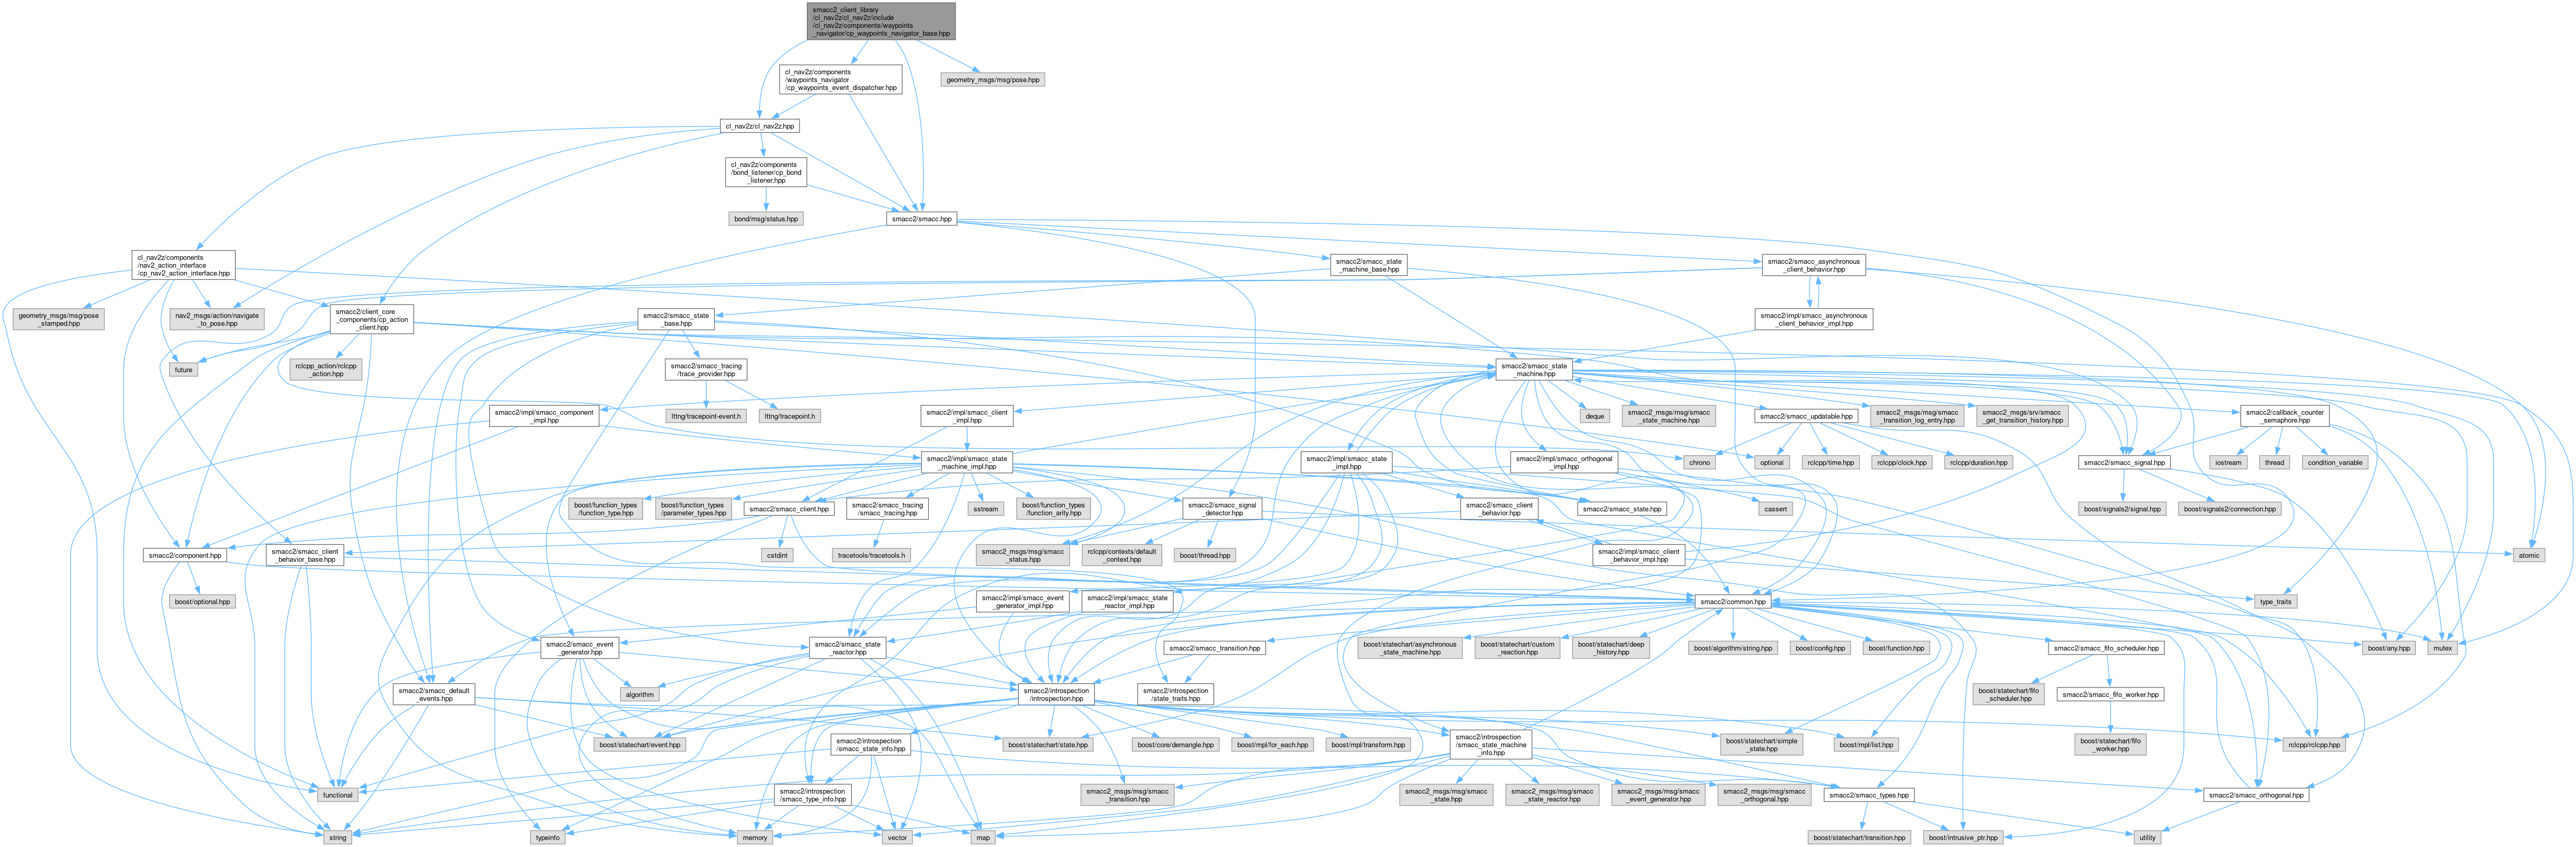 smacc2_client_library
/cl_nav2z/cl_nav2z/include
/cl_nav2z/components/waypoints
_navigator/cp_waypoints_navigator_base.hpp
cl_nav2z/components
/waypoints_navigator
/cp_waypoints_event_dispatcher.hpp
geometry_msgs/msg/pose.hpp
cl_nav2z/cl_nav2z.hpp
cl_nav2z/components
/bond_listener/cp_bond
_listener.hpp
bond/msg/status.hpp
smacc2/smacc.hpp
cl_nav2z/components
/nav2_action_interface
/cp_nav2_action_interface.hpp
smacc2/smacc_state
_machine_base.hpp
smacc2/smacc_asynchronous
_client_behavior.hpp
geometry_msgs/msg/pose
_stamped.hpp
nav2_msgs/action/navigate
_to_pose.hpp
smacc2/client_core
_components/cp_action
_client.hpp
smacc2/smacc_state
_base.hpp
smacc2/impl/smacc_asynchronous
_client_behavior_impl.hpp
future
rclcpp_action/rclcpp
_action.hpp
smacc2/smacc_tracing
/trace_provider.hpp
smacc2/smacc_state
_machine.hpp
smacc2/impl/smacc_component
_impl.hpp
lttng/tracepoint-event.h
lttng/tracepoint.h
smacc2/impl/smacc_client
_impl.hpp
deque
smacc2_msgs/msg/smacc
_state_machine.hpp
smacc2/smacc_updatable.hpp
smacc2_msgs/msg/smacc
_transition_log_entry.hpp
smacc2_msgs/srv/smacc
_get_transition_history.hpp
smacc2/callback_counter
_semaphore.hpp
smacc2/impl/smacc_state
_machine_impl.hpp
smacc2/impl/smacc_state
_impl.hpp
smacc2/impl/smacc_orthogonal
_impl.hpp
chrono
optional
rclcpp/time.hpp
rclcpp/clock.hpp
rclcpp/duration.hpp
smacc2/smacc_signal.hpp
iostream
thread
condition_variable
boost/function_types
/function_type.hpp
boost/function_types
/parameter_types.hpp
smacc2/smacc_client.hpp
smacc2/smacc_tracing
/smacc_tracing.hpp
sstream
boost/function_types
/function_arity.hpp
smacc2/smacc_signal
_detector.hpp
smacc2/smacc_client
_behavior.hpp
smacc2/smacc_state.hpp
cassert
boost/signals2/signal.hpp
boost/signals2/connection.hpp
smacc2/component.hpp
smacc2/smacc_client
_behavior_base.hpp
cstdint
tracetools/tracetools.h
smacc2_msgs/msg/smacc
_status.hpp
rclcpp/contexts/default
_context.hpp
boost/thread.hpp
smacc2/impl/smacc_client
_behavior_impl.hpp
atomic
boost/optional.hpp
smacc2/impl/smacc_event
_generator_impl.hpp
smacc2/impl/smacc_state
_reactor_impl.hpp
smacc2/common.hpp
type_traits
smacc2/smacc_event
_generator.hpp
smacc2/smacc_state
_reactor.hpp
smacc2/smacc_transition.hpp
boost/statechart/asynchronous
_state_machine.hpp
boost/statechart/custom
_reaction.hpp
boost/statechart/deep
_history.hpp
boost/algorithm/string.hpp
boost/config.hpp
boost/function.hpp
smacc2/smacc_fifo_scheduler.hpp
boost/any.hpp
mutex
smacc2/smacc_default
_events.hpp
algorithm
smacc2/introspection
/introspection.hpp
smacc2/introspection
/state_traits.hpp
boost/statechart/fifo
_scheduler.hpp
smacc2/smacc_fifo_worker.hpp
boost/statechart/event.hpp
smacc2/introspection
/smacc_state_info.hpp
boost/statechart/state.hpp
boost/core/demangle.hpp
boost/mpl/for_each.hpp
boost/mpl/transform.hpp
smacc2/introspection
/smacc_state_machine
_info.hpp
boost/statechart/simple
_state.hpp
boost/mpl/list.hpp
boost/statechart/fifo
_worker.hpp
rclcpp/rclcpp.hpp
functional
smacc2/introspection
/smacc_type_info.hpp
smacc2_msgs/msg/smacc
_transition.hpp
smacc2_msgs/msg/smacc
_state.hpp
smacc2_msgs/msg/smacc
_state_reactor.hpp
smacc2_msgs/msg/smacc
_event_generator.hpp
smacc2_msgs/msg/smacc
_orthogonal.hpp
smacc2/smacc_types.hpp
smacc2/smacc_orthogonal.hpp
string
typeinfo
memory
vector
map
boost/statechart/transition.hpp
boost/intrusive_ptr.hpp
utility